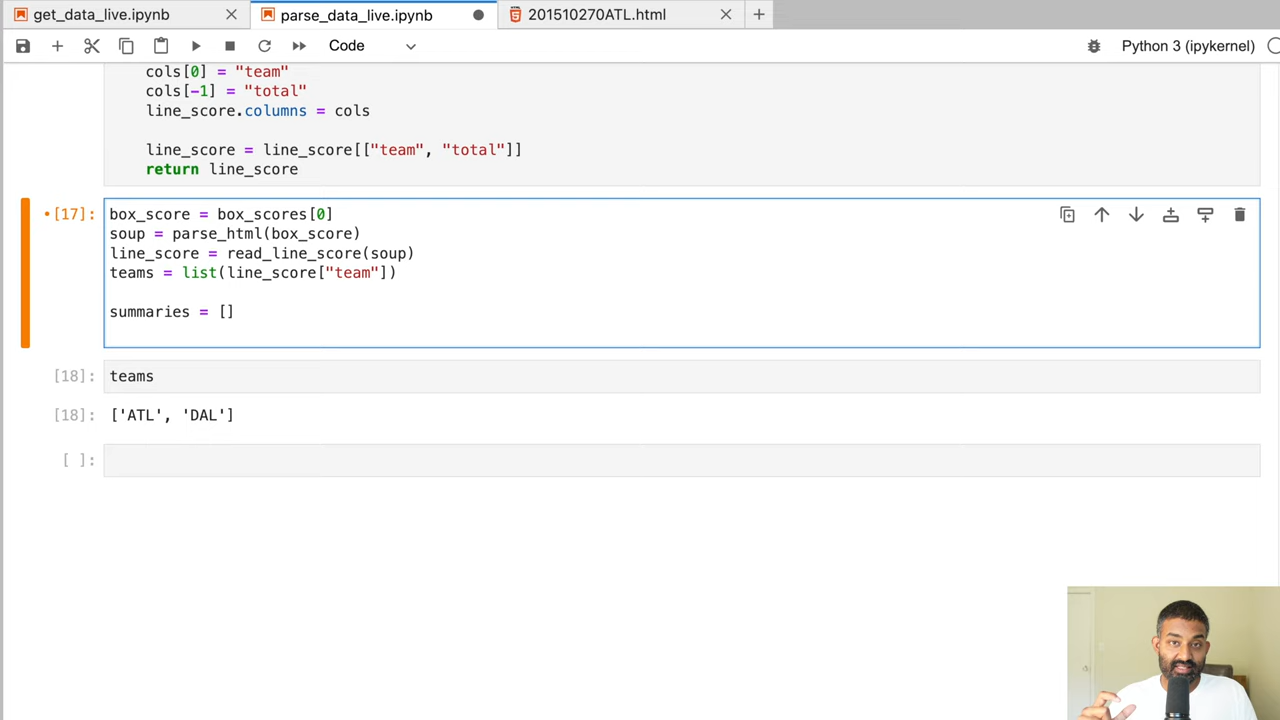 get_data_live.ipynb parse_data_live.ipynb 201510270ATL.html
Code Python 3 (ipykernel)
cols[0] = "team"
cols[-1] = "total"
line_score.columns = cols
line_score = line_score[["team", "total"]]
return line_score
[17]: box_score = box_scores[0]
soup = parse_html(box_score)
line_score = read_line_score(soup)
teams = list(line_score["team"])
summaries = []
[18]: teams
[18]: ['ATL', 'DAL']
[ ]: